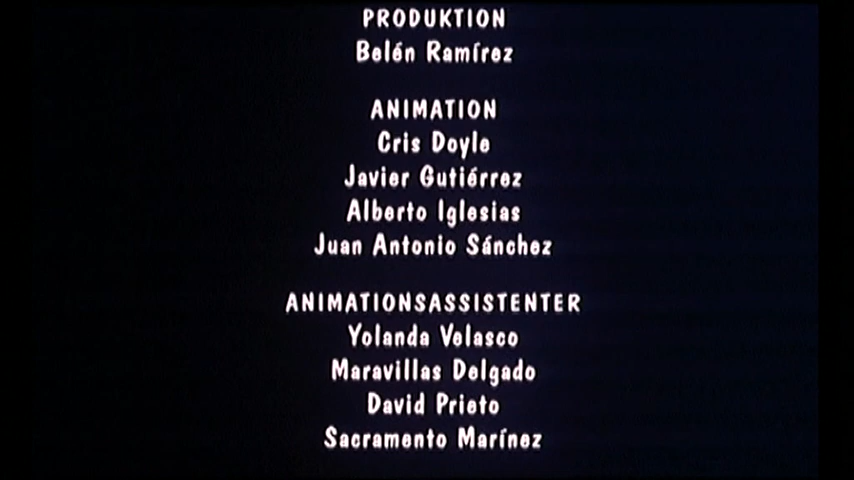 PRODUKTION
Belén Ramírez
ANIMATION
Cris Doyle
Javier Gutiérrez
Alberto Iglesias
Juan Antonio Sánchez
ANIMATIONSASSISTENTER
Yolanda Velasco
Maravillas Delgado
David Prieto
Sacramento Marínez